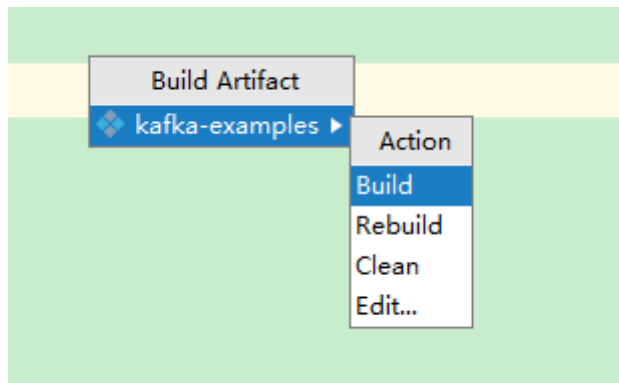 Build Artifact
kafka-examples
Action
Build
Rebuild
Clean
Edit...